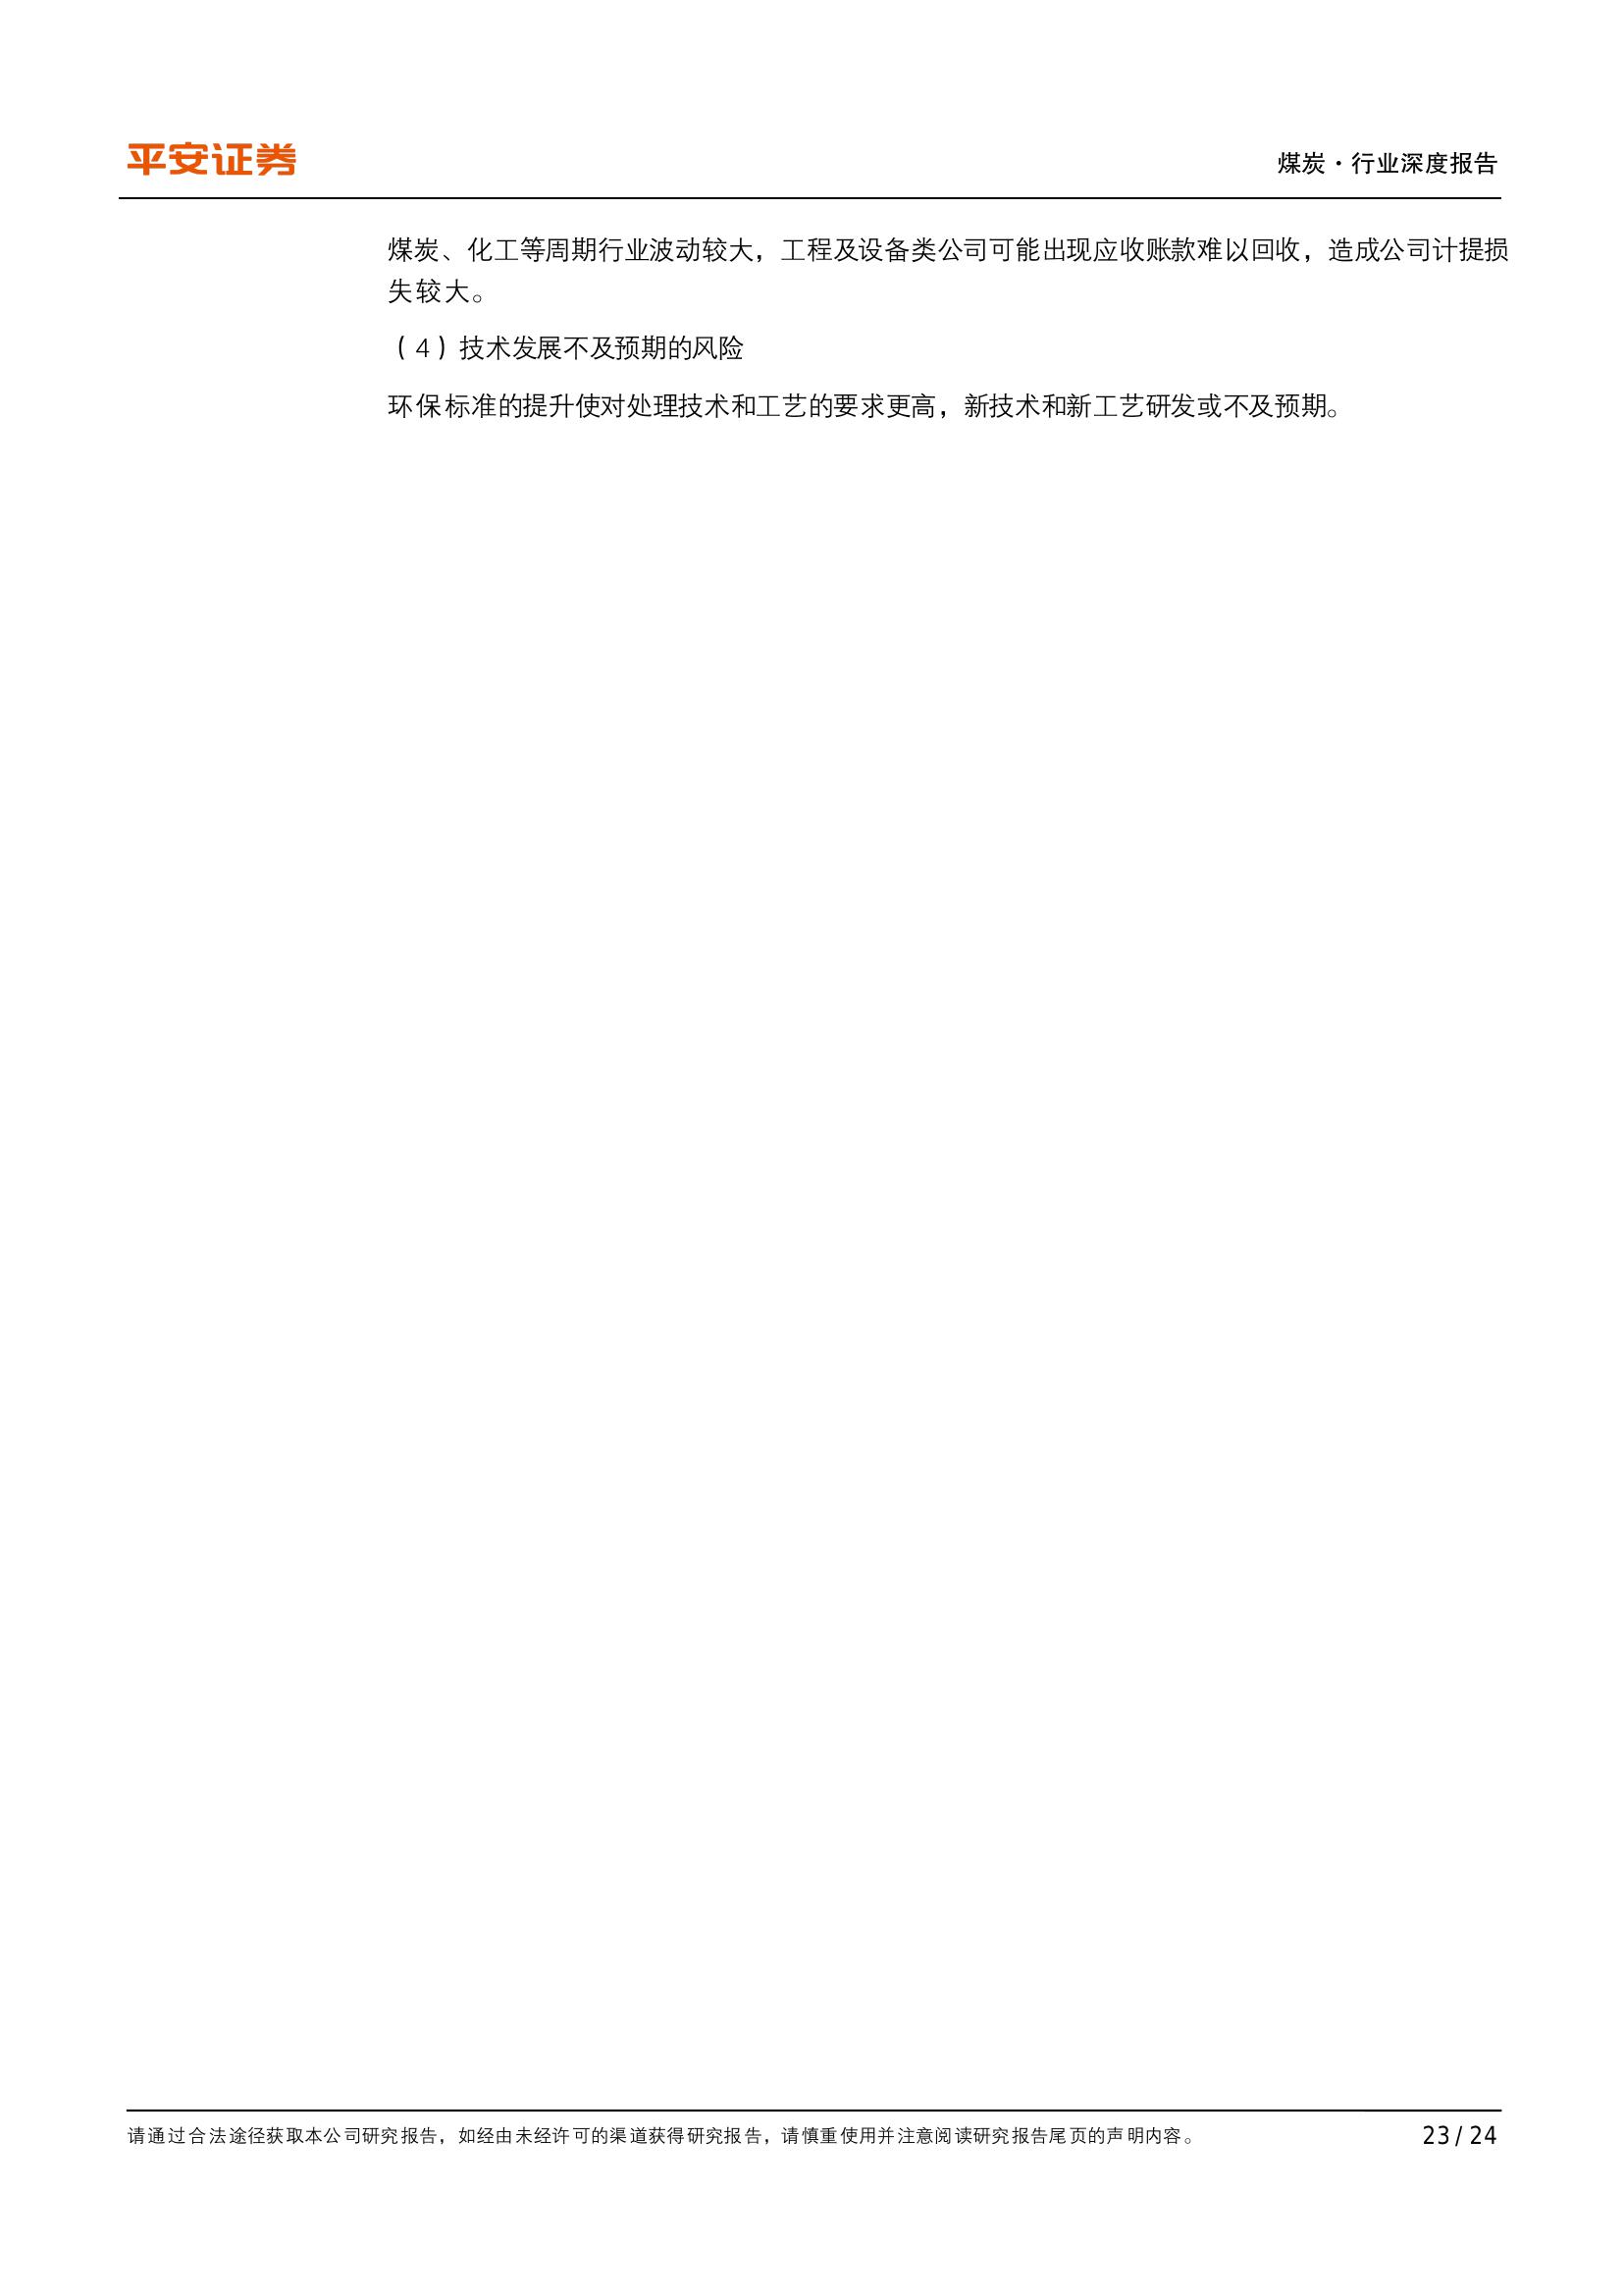 平安证券
煤炭·行业深度报告
煤炭、化工等周期行业波动较大，工程及设备类公司可能出现应收账款难以回收，造成公司计提损
失较大。
（4）技术发展不及预期的风险
环保标准的提升使对处理技术和工艺的要求更高，新技术和新工艺研发或不及预期。
请通过合法途径获取本公司研究报告，如经由未经许可的渠道获得研究报告，请慎重使用并注意阅读研究报告尾页的声明内容。
23/ 24